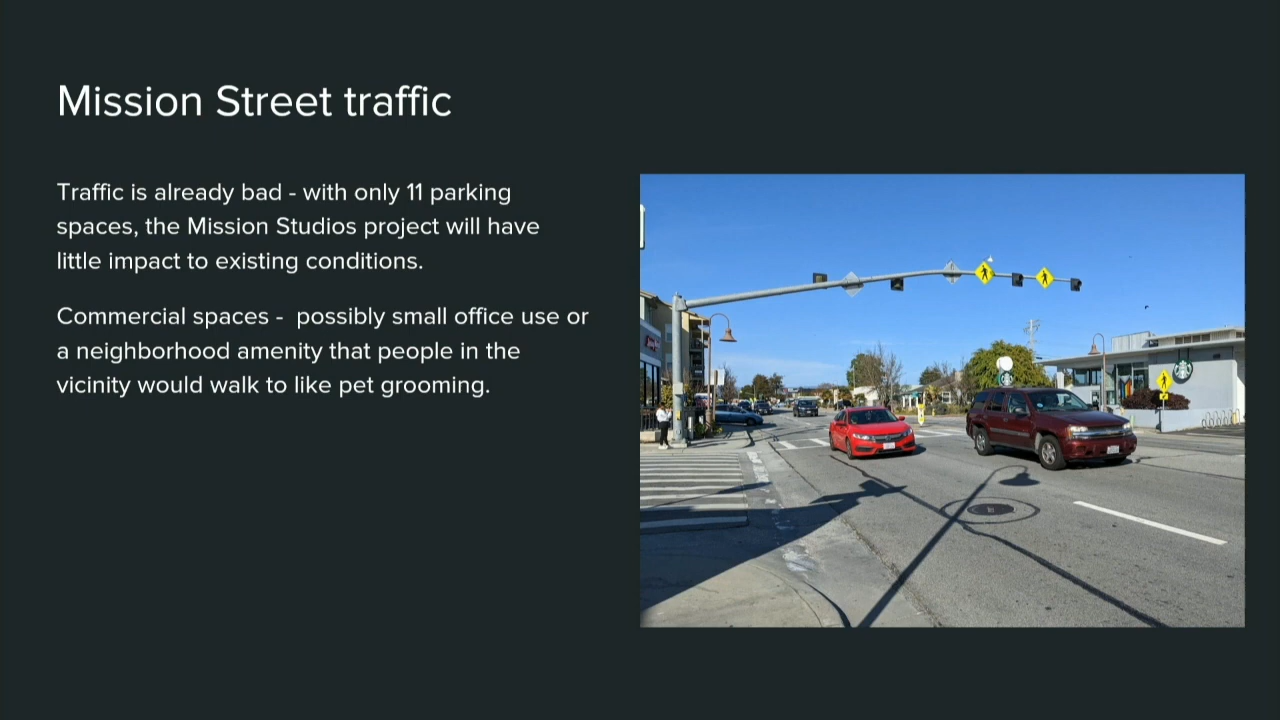 Mission Street traffic
Traffic is already bad - with only 11 parking
spaces, the Mission Studios project will have
little impact to existing conditions.
Commercial spaces -  possibly small office use or
a neighborhood amenity that people in the
vicinity would walk to like pet grooming.